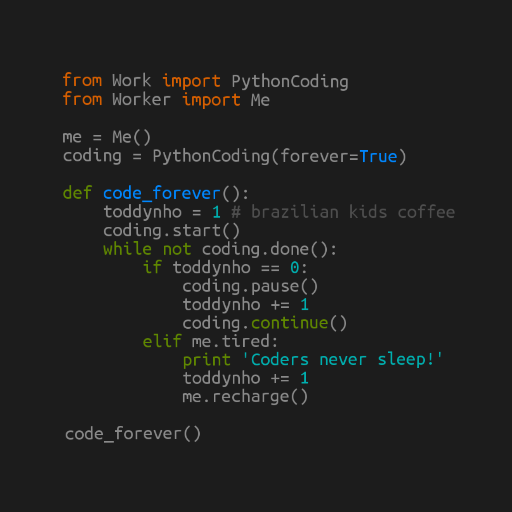 from Work import PythonCoding
from Worker import Me

me = Me()
coding = PythonCoding(forever=True)

def code_forever():
    toddynho = 1 # brazilian kids coffee
    coding.start()
    while not coding.done():
        if toddynho == 0:
            coding.pause()
            toddynho += 1
            coding.continue()
        elif me.tired:
            print 'Coders never sleep!'
            toddynho += 1
            me.recharge()

code_forever()